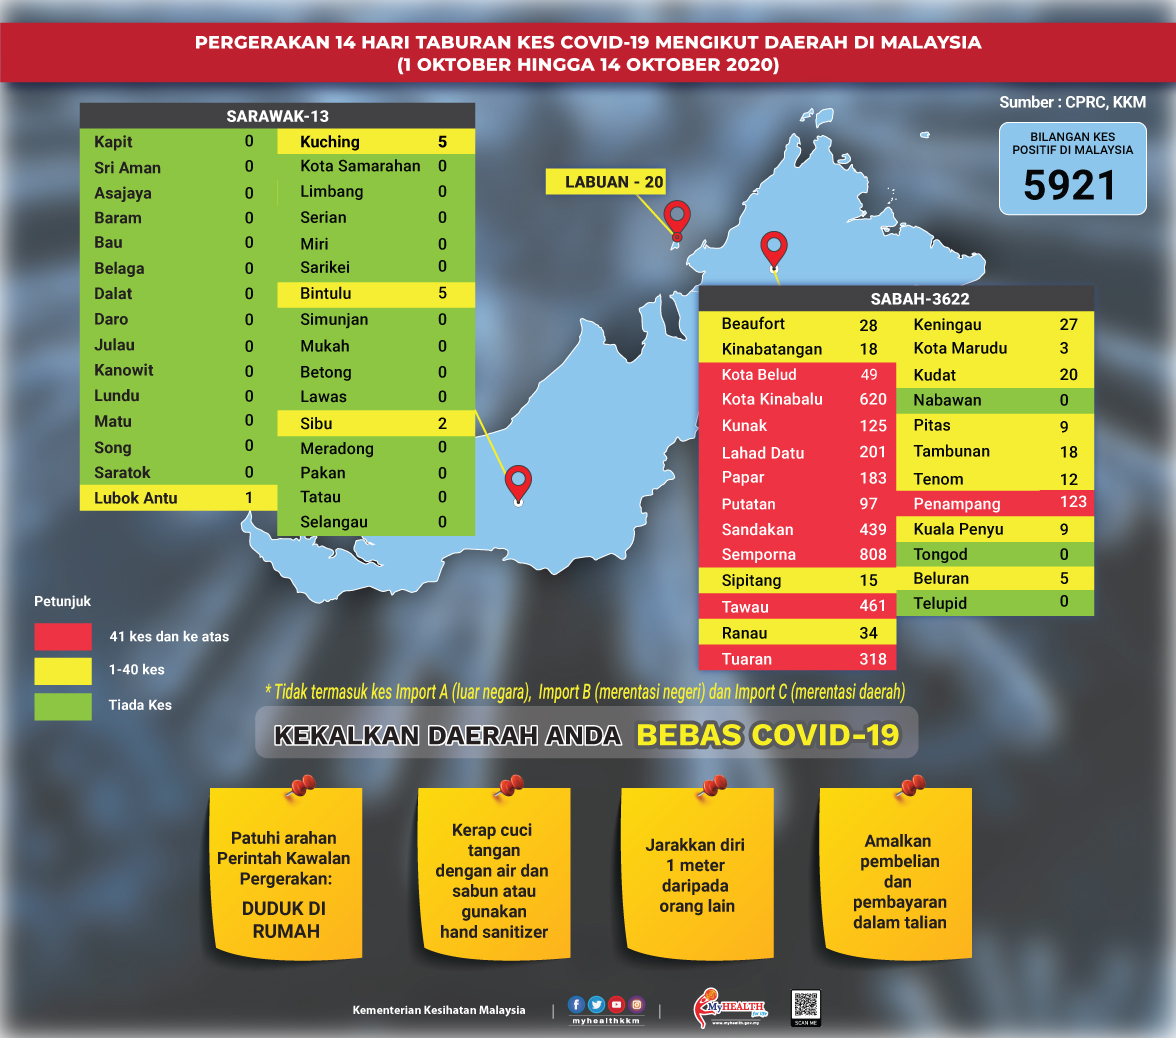 PERGERAKAN 14 HARI TABURAN KES COVID-19 MENGIKUT DAERAH DI MALAYSIA
(1 OKTOBER HINGGA 14 OKTOBER 2020)
Sumber : CPRC, KKM
BILANGAN KES
POSITIF DI MALAYSIA
5921
SARAWAK-13
Kapit 0
Sri Aman 0
Asajaya 0
Baram 0
Bau 0
Belaga 0
Dalat 0
Daro 0
Julau 0
Kanowit 0
Lundu 0
Matu 0
Song 0
Saratok 0
Lubok Antu 1
Kuching 5
Kota Samarahan 0
Limbang 0
Serian 0
Miri 0
Sarikei 0
Bintulu 5
Simunjan 0
Mukah 0
Betong 0
Lawas 0
Sibu 2
Meradong 0
Pakan 0
Tatau 0
Selangau 0
LABUAN - 20
SABAH-3622
Beaufort 28
Kinabatangan 18
Kota Belud 49
Kota Kinabalu 620
Kunak 125
Lahad Datu 201
Papar 183
Putatan 97
Sandakan 439
Semporna 808
Sipitang 15
Tawau 461
Ranau 34
Tuaran 318
Keningau 27
Kota Marudu 3
Kudat 20
Nabawan 0
Pitas 9
Tambunan 18
Tenom 12
Penampang 123
Kuala Penyu 9
Tongod 0
Beluran 5
Telupid 0
Petunjuk
41 kes dan ke atas
1-40 kes
Tiada Kes
* Tidak termasuk kes Import A (luar negara), Import B (merentasi negeri) dan Import C (merentasi daerah)
KEKALKAN DAERAH ANDA BEBAS COVID-19
Patuhi arahan
Perintah Kawalan
Pergerakan:
DUDUK DI
RUMAH
Kerap cuci
tangan
dengan air dan
sabun atau
gunakan
hand sanitizer
Jarakkan diri
1 meter
daripada
orang lain
Amalkan
pembelian
dan
pembayaran
dalam talian
Kementerian Kesihatan Malaysia
myhealthkkm
MyHEALTH
for life
www.myhealth.gov.my
SCAN ME